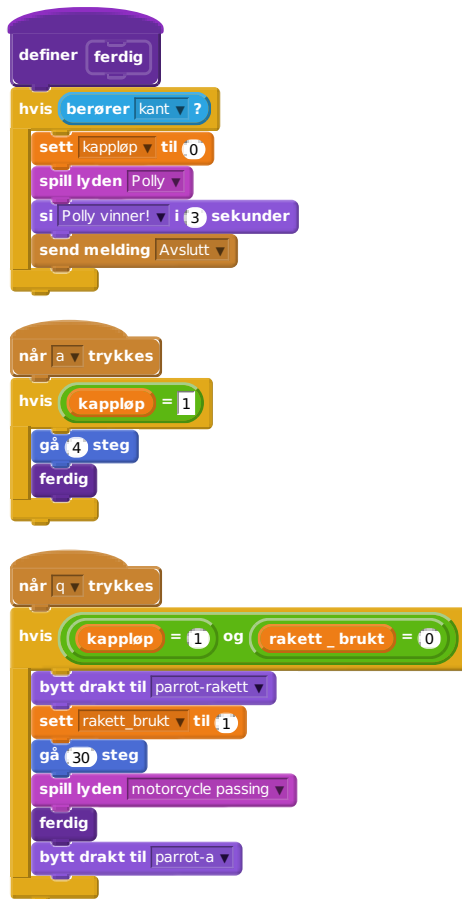 definer ferdig
hvis berører kant ▼ ?
sett kappløp ▼ til 0
spill lyden Polly ▼
si Polly vinner! ▼ i 3 sekunder
send melding Avslutt ▼
når a ▼ trykkes
hvis kappløp = 1
gå 4 steg
ferdig
når q ▼ trykkes
hvis kappløp = 1 og rakett _ brukt = 0
bytt drakt til parrot-rakett ▼
sett rakett_brukt ▼ til 1
gå 30 steg
spill lyden motorcycle passing ▼
ferdig
bytt drakt til parrot-a ▼